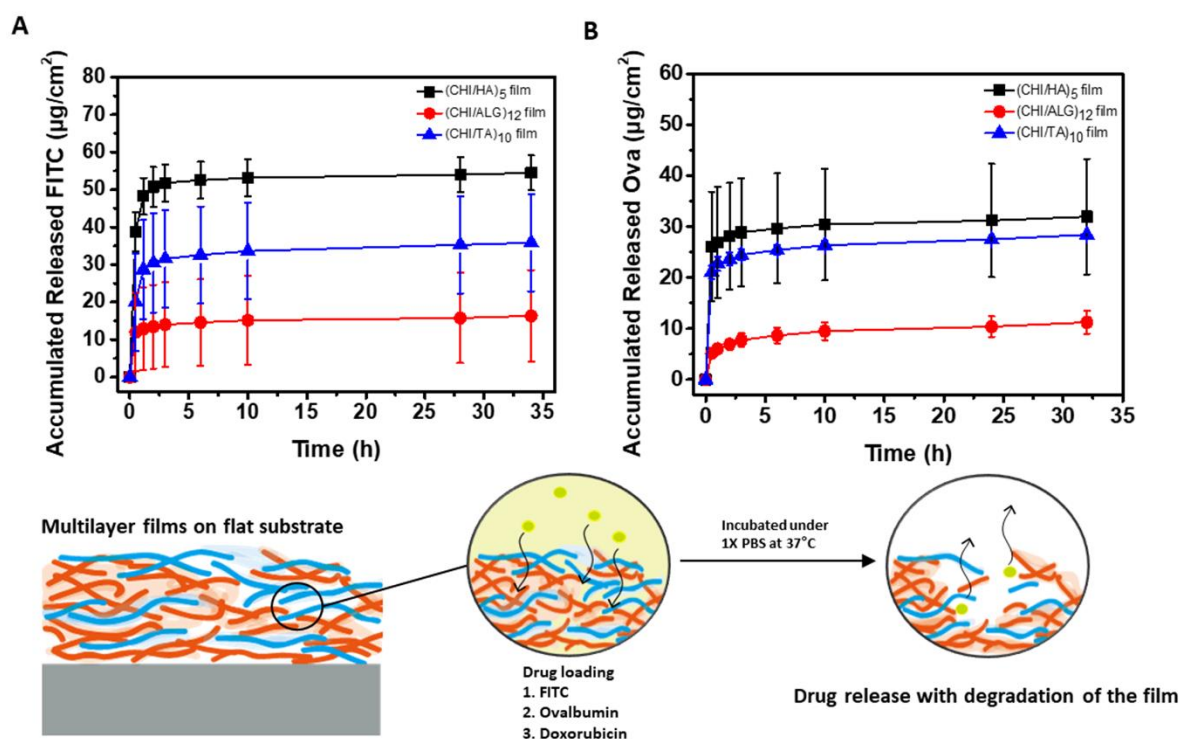 A
B
Accumulated Released FITC (µg/cm²)
80
70
60
50
40
30
20
10
0
0
5
10
15
20
25
30
35
Time (h)
(CHI/HA)₅ film
(CHI/ALG)₁₂ film
(CHI/TA)₁₀ film
Accumulated Released Ova (µg/cm²)
60
50
40
30
20
10
0
0
5
10
15
20
25
30
35
Time (h)
(CHI/HA)₅ film
(CHI/ALG)₁₂ film
(CHI/TA)₁₀ film
Multilayer films on flat substrate
Incubated under
1X PBS at 37°C
Drug loading
1. FITC
2. Ovalbumin
3. Doxorubicin
Drug release with degradation of the film